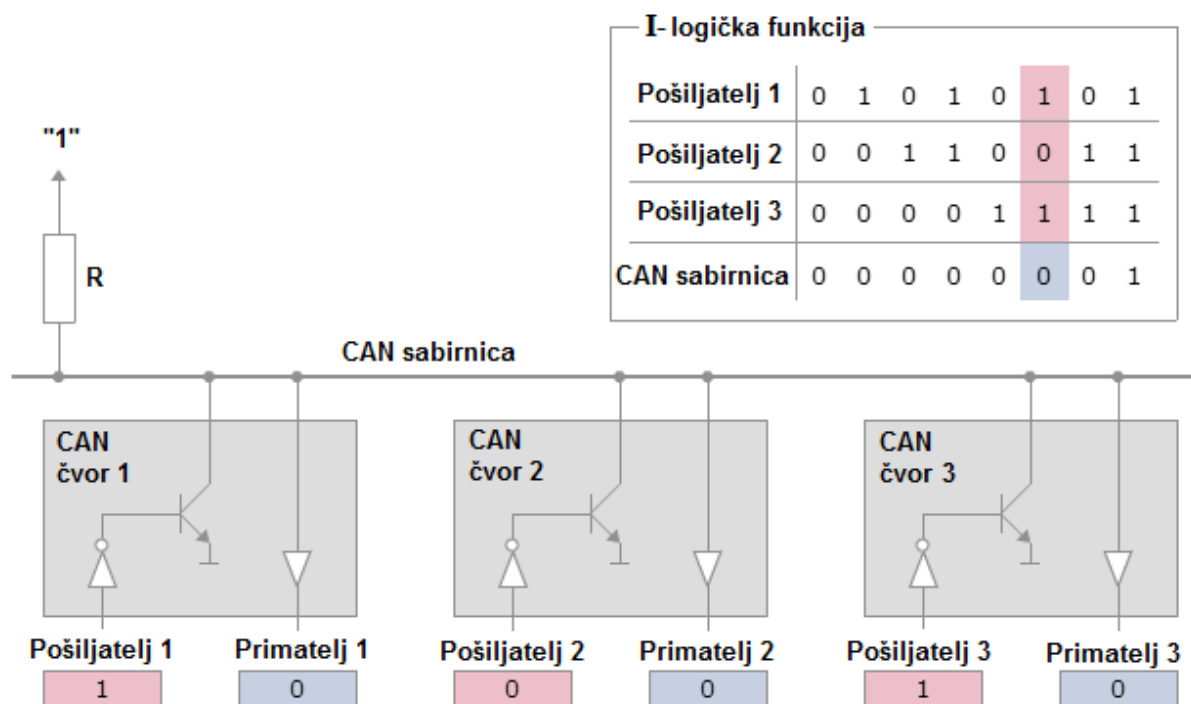 I- logička funkcija
Pošiljatelj 1 0 1 0 1 0 1 0 1
Pošiljatelj 2 0 0 1 1 0 0 1 1
Pošiljatelj 3 0 0 0 0 1 1 1 1
CAN sabirnica 0 0 0 0 0 0 0 1
"1"
R
CAN sabirnica
CAN
čvor 1
CAN
čvor 2
CAN
čvor 3
Pošiljatelj 1 Primatelj 1 Pošiljatelj 2 Primatelj 2 Pošiljatelj 3 Primatelj 3
1 0 0 0 1 0